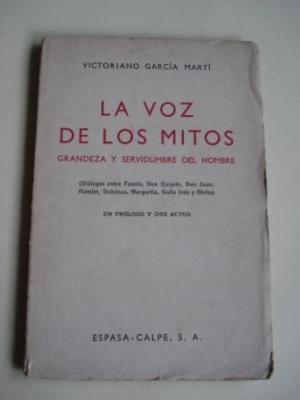 VICTORIANO GARCÍA MARTÍ
LA VOZ
DE LOS MITOS
GRANDEZA Y SERVIDUMBRE DEL HOMBRE
(Diálogos entre Fausto, Don Quijote, Don Juan,
Hamlet, Dulcinea, Margarita, Doña Inés y Ofelia)
UN PRÓLOGO Y DOS ACTOS
ESPASA-CALPE, S. A.